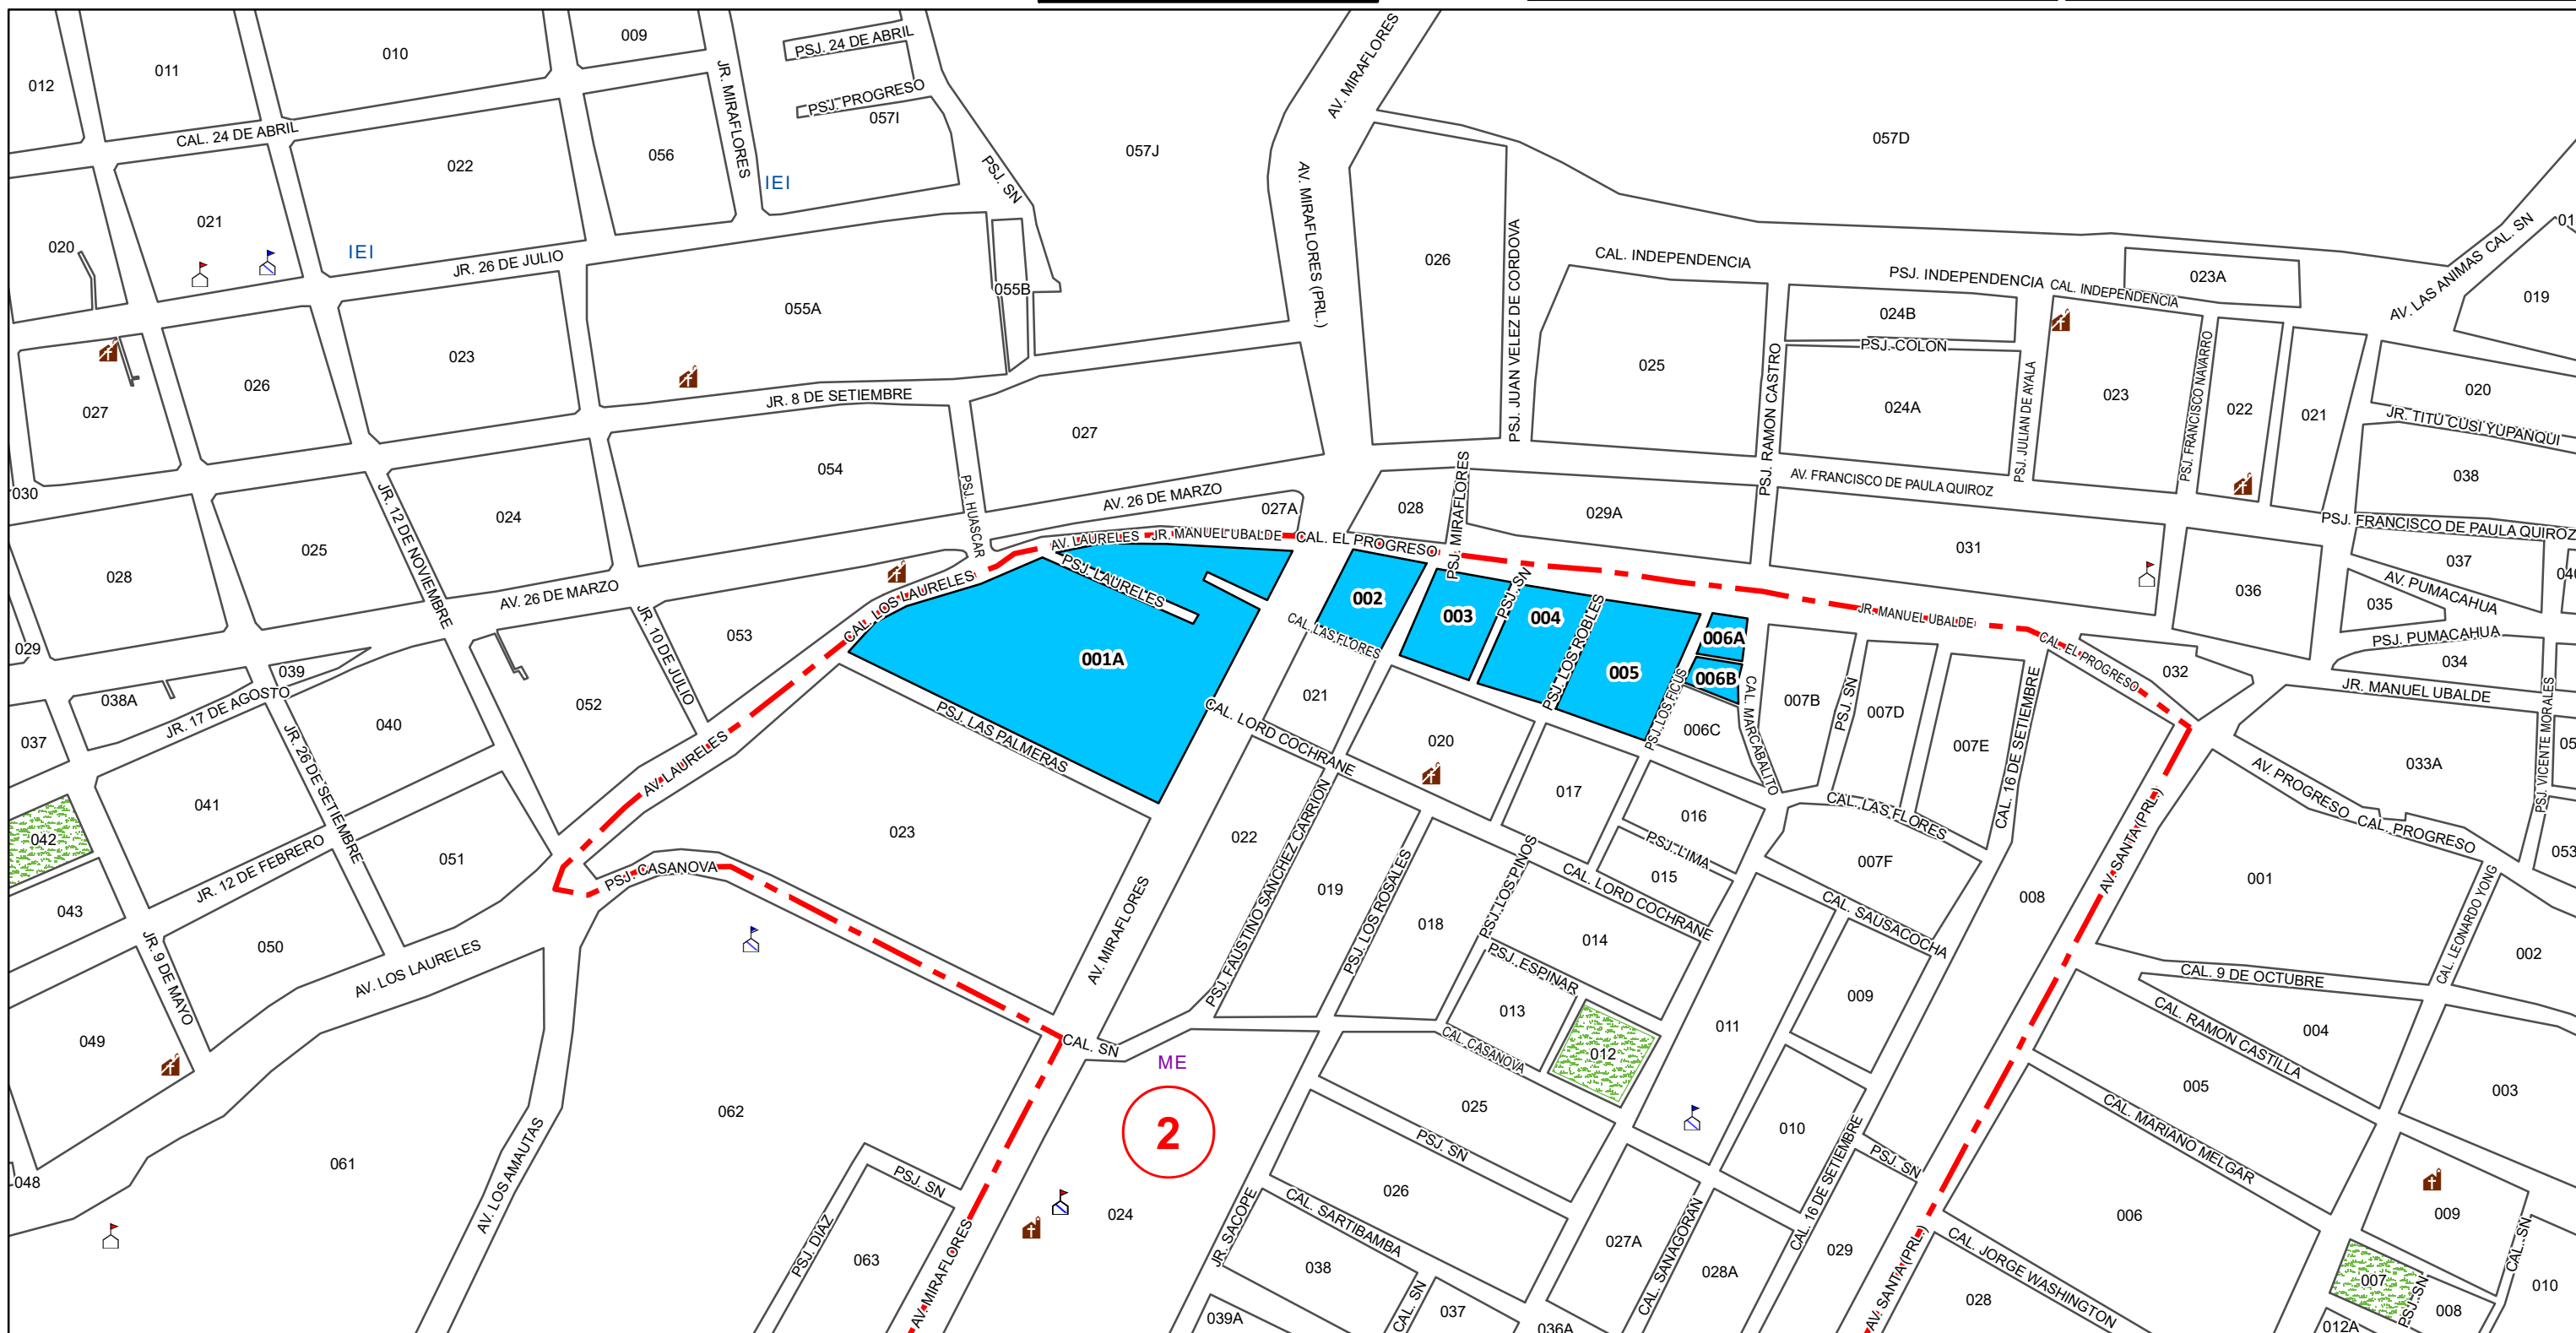 009
010
011
012
PSJ. 24 DE ABRIL
JR. MIRAFLORES
PSJ. PROGRESO
057I
AV. MIRAFLORES
CAL. 24 DE ABRIL
022
056
IEI
PSJ. SN
057J
057D
020
021
IEI
JR. 26 DE JULIO
055A
055B
AV. MIRAFLORES (PRL.)
026
PSJ. JUAN VELEZ DE CORDOVA
CAL. INDEPENDENCIA
PSJ. INDEPENDENCIA
CAL. INDEPENDENCIA
023A
AV. LAS ANIMAS
CAL. SN
01
019
024B
PSJ. COLON
025
PSJ. RAMON CASTRO
024A
PSJ. JULIAN DE AYALA
023
PSJ. FRANCISCO NAVARRO
022
021
020
JR. TITU CUSI YUPANQUI
038
027
026
023
JR. 8 DE SETIEMBRE
054
027
PSJ. HUASCAR
AV. 26 DE MARZO
027A
028
PSJ. MIRAFLORES
029A
AV. FRANCISCO DE PAULA QUIROZ
031
PSJ. FRANCISCO DE PAULA QUIROZ
037
030
028
025
024
JR. 12 DE NOVIEMBRE
AV. 26 DE MARZO
JR. 10 DE JULIO
053
CAL. LOS LAURELES
AV. LAURELES
JR. MANUEL UBALDE
CAL. EL PROGRESO
PSJ. LAURELES
001A
002
003
PSJ. SN
004
PSJ. LOS ROBLES
005
006A
006B
PSJ. LOS FICUS
006C
CAL. MARCABALITO
007B
PSJ. SN
007D
007E
CAL. 16 DE SETIEMBRE
JR. MANUEL UBALDE
CAL. EL PROGRESO
032
036
035
AV. PUMACAHUA
PSJ. PUMACAHUA
034
JR. MANUEL UBALDE
PSJ. VICENTE MORALES
033A
AV. PROGRESO
CAL. PROGRESO
053
029
037
038A
039
JR. 17 DE AGOSTO
040
052
AV. LAURELES
PSJ. LAS PALMERAS
CAL. LAS FLORES
021
CAL. LORD COCHRANE
020
017
016
PSJ. LIMA
015
CAL. LAS FLORES
007F
008
AV. SANTA (PRL.)
001
CAL. LEONARDO YONG
002
042
041
JR. 26 DE SETIEMBRE
JR. 12 DE FEBRERO
051
PSJ. CASANOVA
023
AV. MIRAFLORES
022
PSJ. FAUSTINO SANCHEZ CARRION
019
PSJ. LOS ROSALES
018
PSJ. LOS PINOS
CAL. LORD COCHRANE
014
PSJ. ESPINAR
CAL. SAUSACOCHA
009
011
043
JR. 9 DE MAYO
050
AV. LOS LAURELES
049
048
061
AV. LOS AMAUTAS
062
CAL. SN
ME
2
024
013
CAL. CASANOVA
012
025
PSJ. SN
026
CAL. SARTIBAMBA
JR. SACOPE
038
039A
CAL. SN
037
036A
027A
CAL. SANAGORAN
028A
010
CAL. 16 DE SETIEMBRE
PSJ. SN
029
AV. SANTA (PRL.)
CAL. 9 DE OCTUBRE
CAL. RAMON CASTILLA
004
005
003
CAL. MARIANO MELGAR
006
CAL. JORGE WASHINGTON
028
009
CAL. SN
007
PSJ. SN
008
010
012A
PSJ. SN
PSJ. DIAZ
063
AV. MIRAFLORES